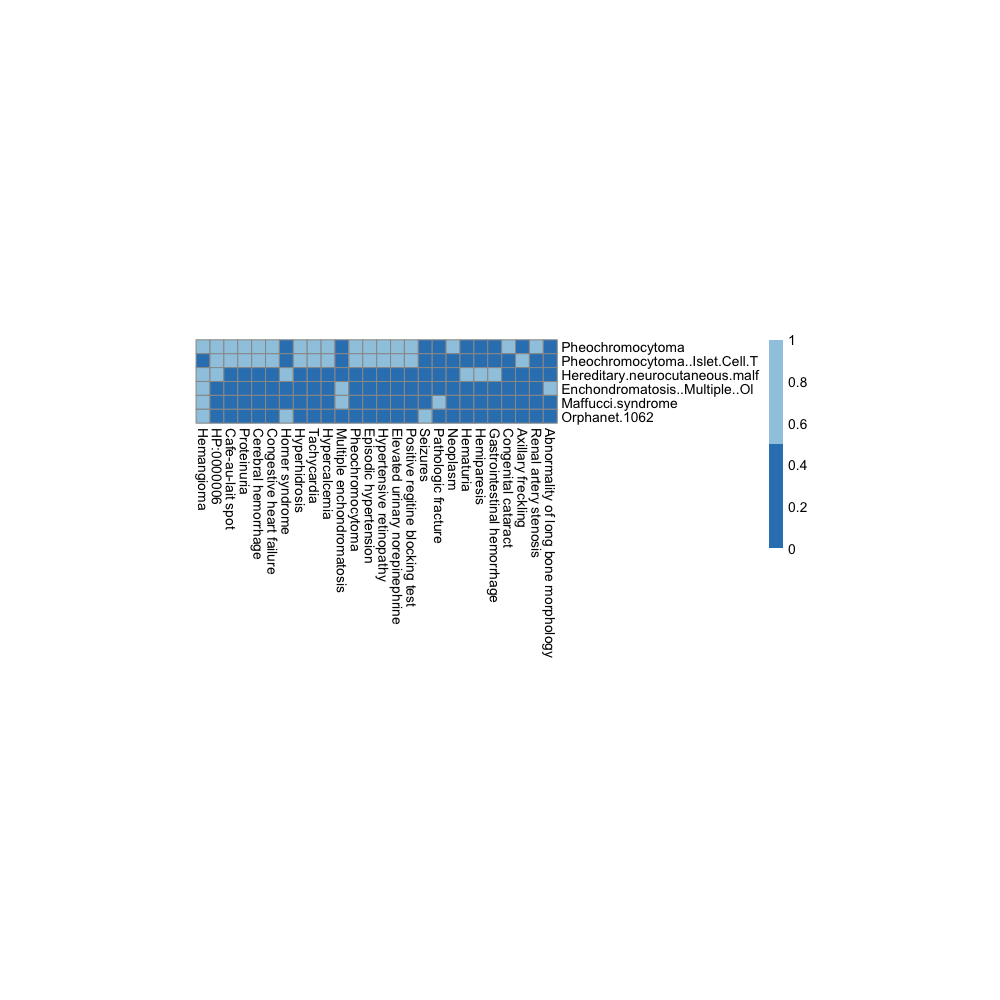 Pheochromocytoma
Pheochromocytoma..Islet.Cell.T
Hereditary.neurocutaneous.malf
Enchondromatosis..Multiple..Ol
Maffucci.syndrome
Orphanet.1062
Hemangioma
HP:0000006
Cafe-au-lait spot
Proteinuria
Cerebral hemorrhage
Congestive heart failure
Horner syndrome
Hyperhidrosis
Tachycardia
Hypercalcemia
Multiple enchondromatosis
Pheochromocytoma
Episodic hypertension
Hypertensive retinopathy
Elevated urinary norepinephrine
Positive regitine blocking test
Seizures
Pathologic fracture
Neoplasm
Hematuria
Hemiparesis
Gastrointestinal hemorrhage
Congenital cataract
Axillary freckling
Renal artery stenosis
Abnormality of long bone morphology
1
0.8
0.6
0.4
0.2
0